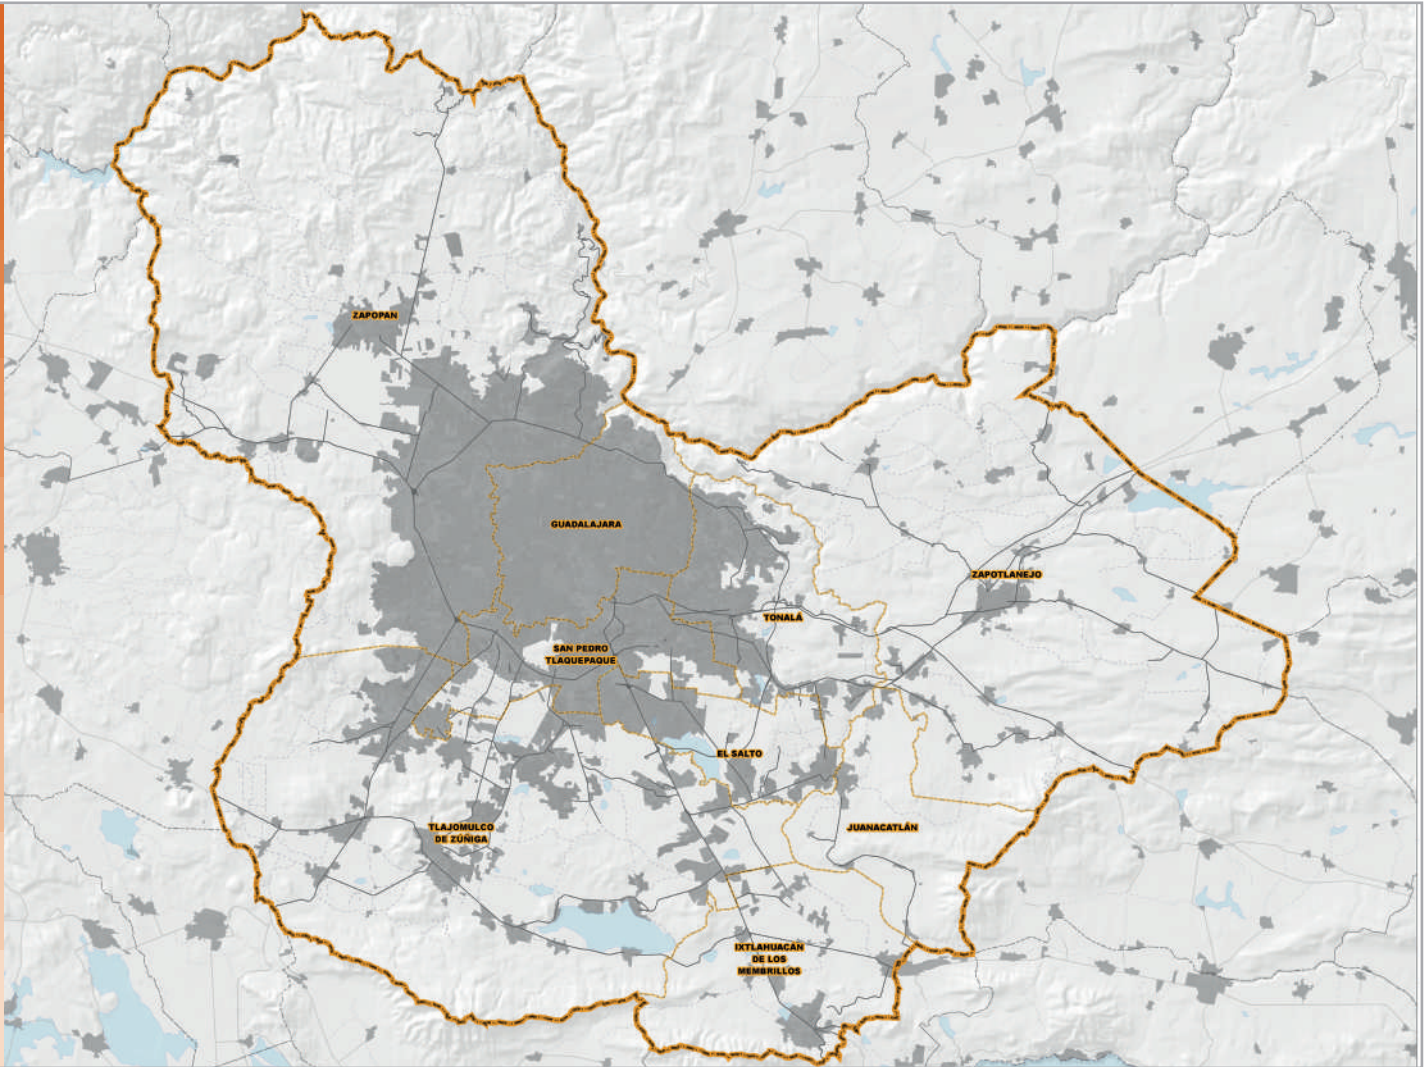 ZAPOPAN
GUADALAJARA
ZAPOTLANEJO
TONALÁ
SAN PEDRO
TLAQUEPAQUE
EL SALTO
TLAJOMULCO
DE ZÚÑIGA
JUANACATLÁN
IXTLAHUACÁN
DE LOS
MEMBRILLOS